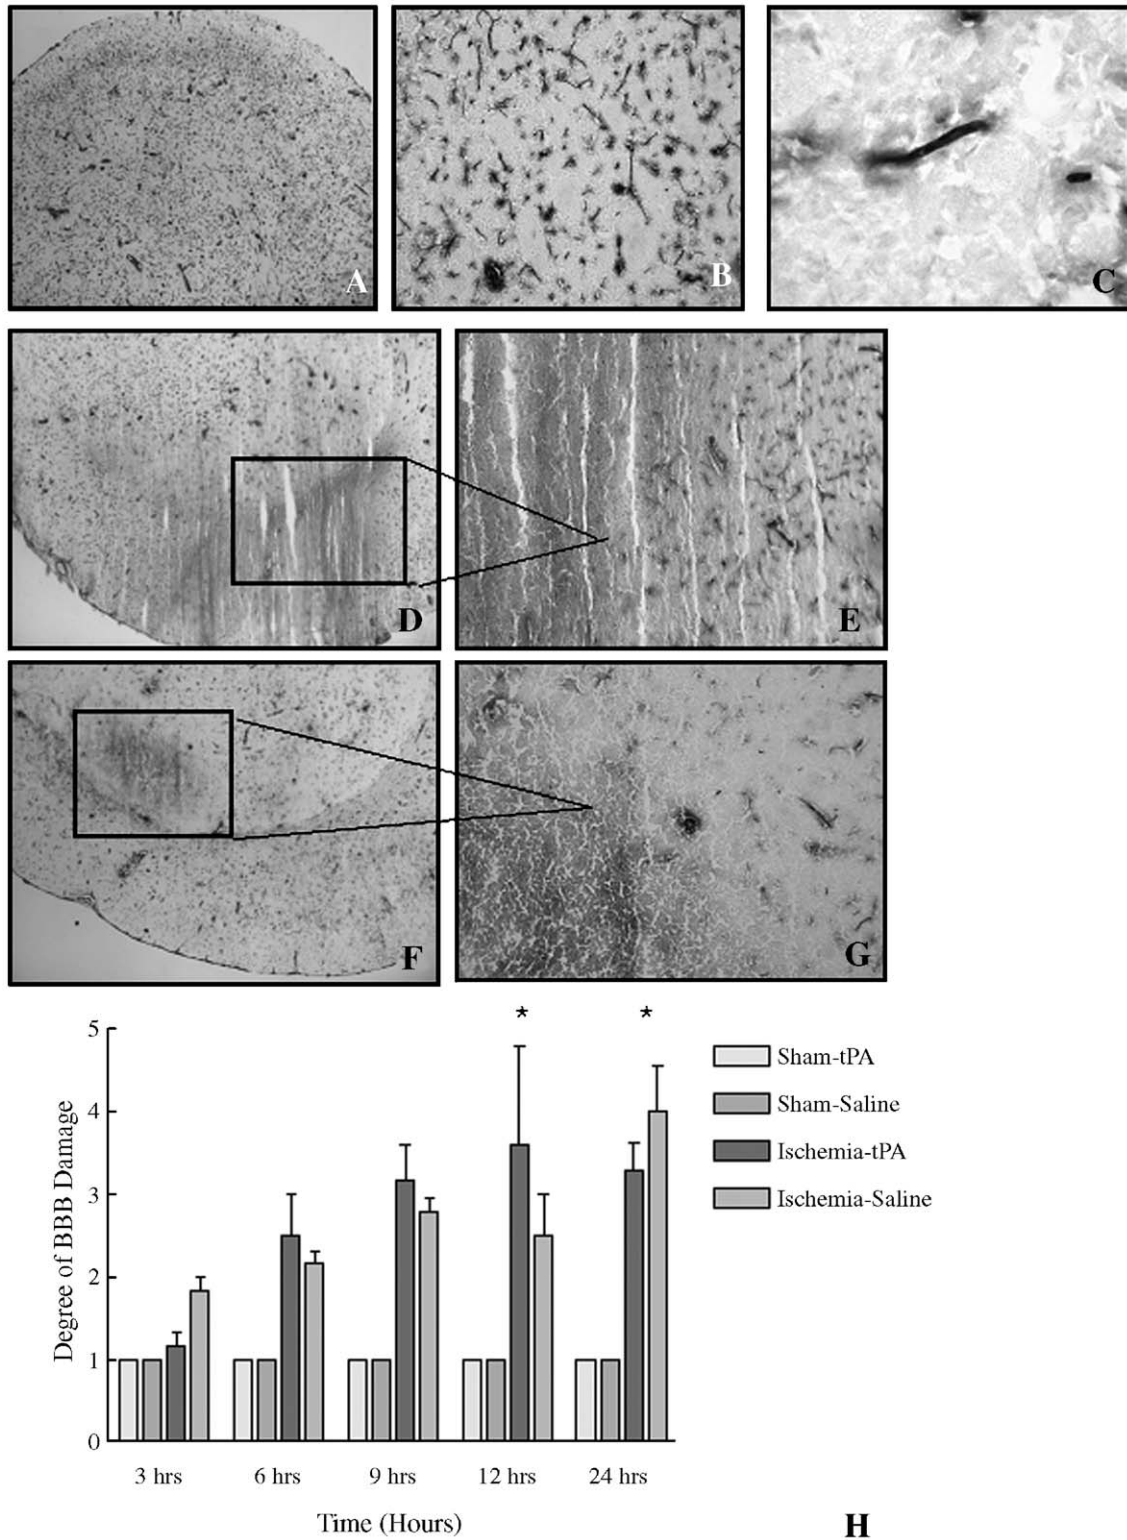 A
B
C
D
E
F
G
* *
5
4
3
2
1
0
Degree of BBB Damage
Sham-tPA
Sham-Saline
Ischemia-tPA
Ischemia-Saline
3 hrs 6 hrs 9 hrs 12 hrs 24 hrs
Time (Hours)
H